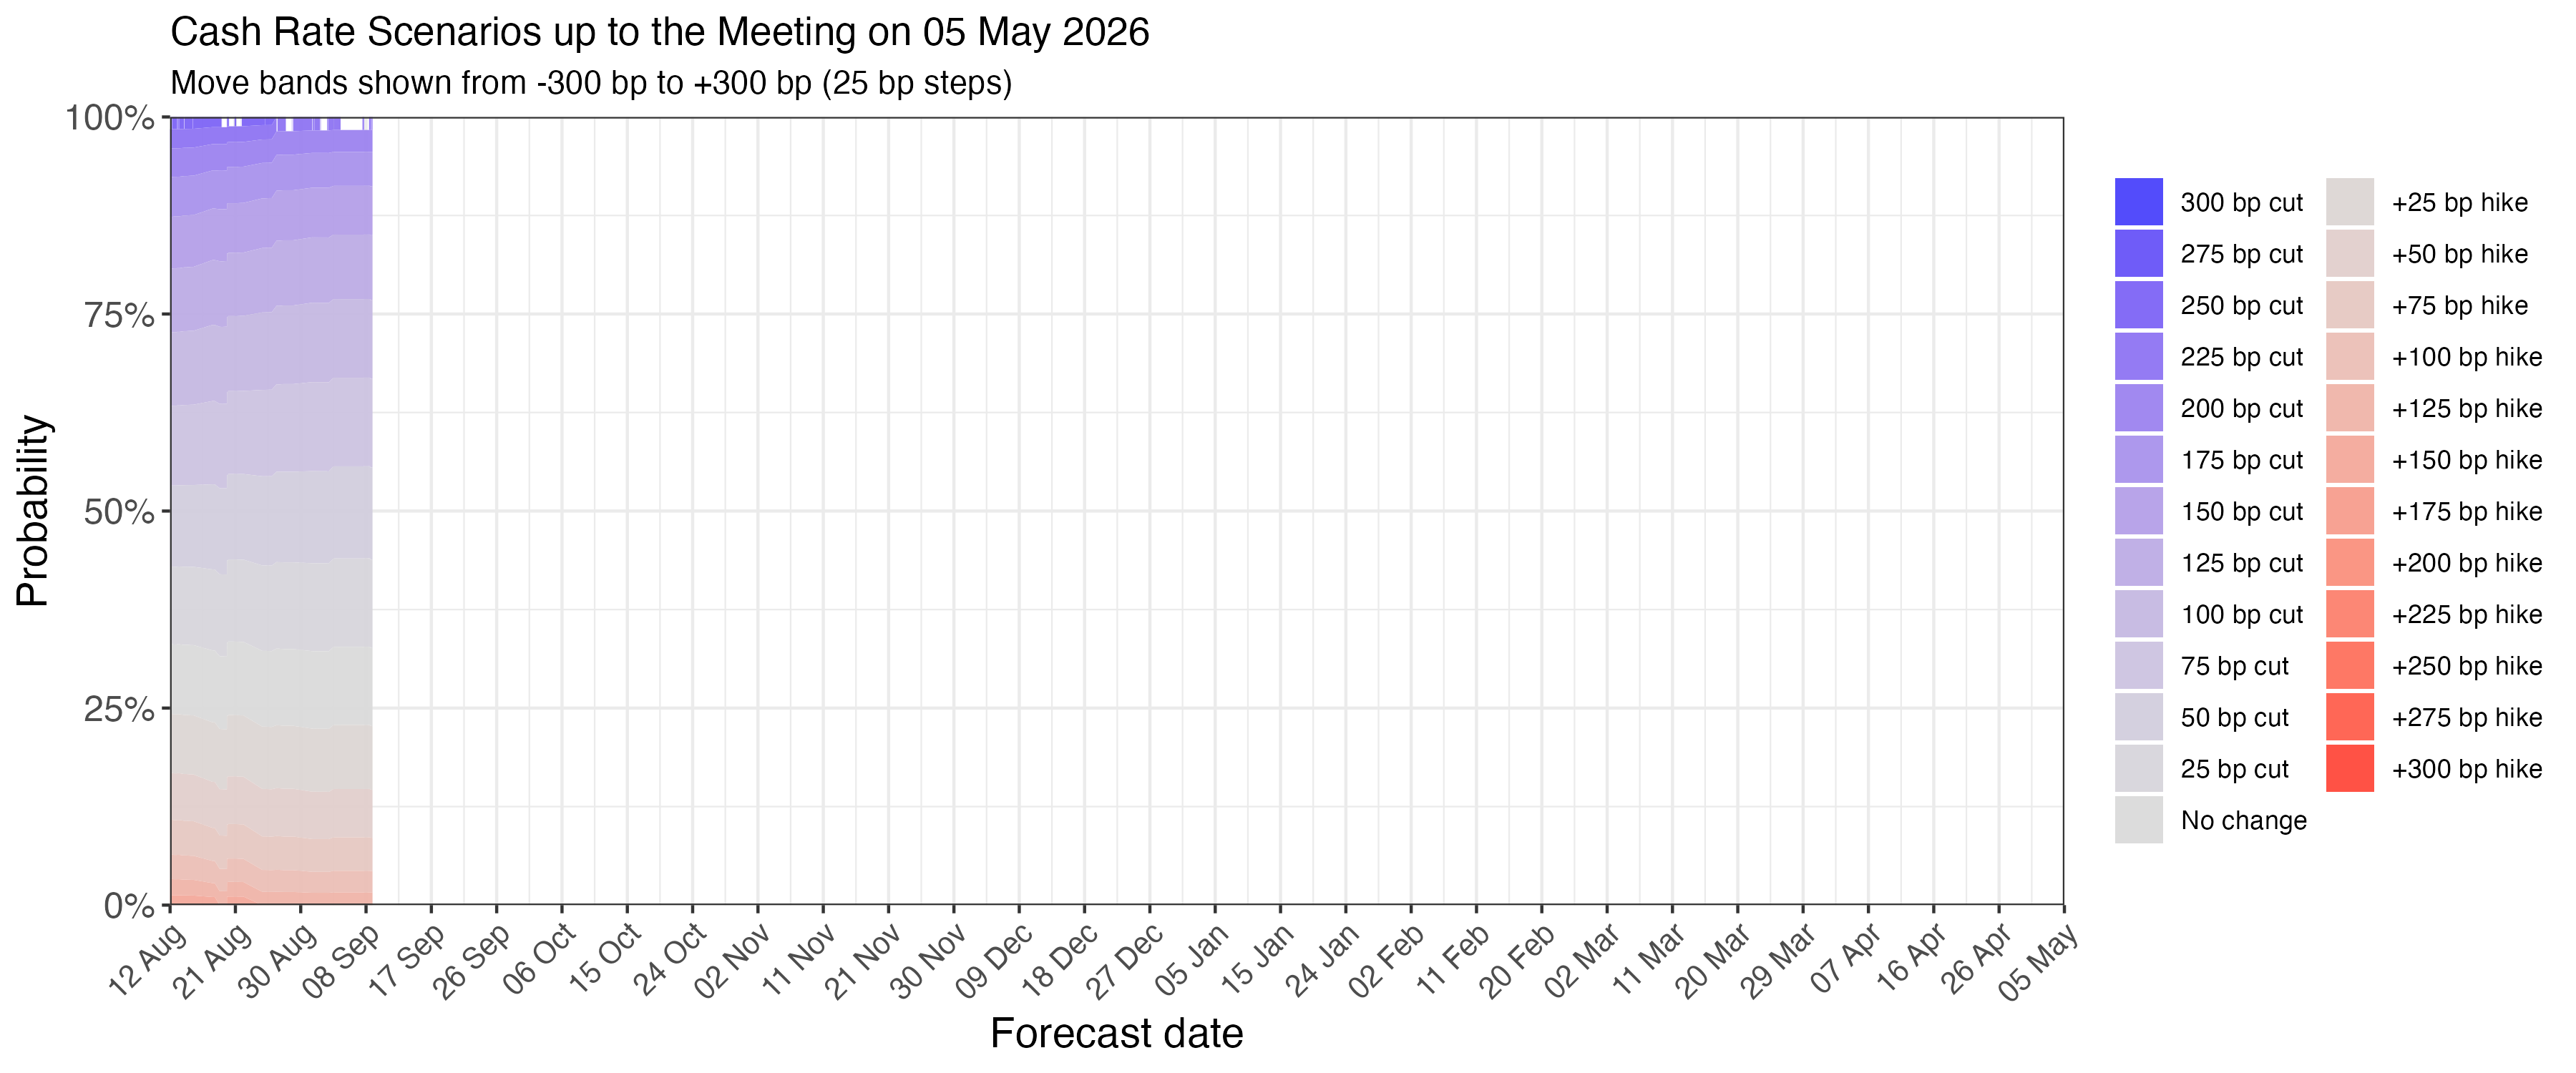 Cash Rate Scenarios up to the Meeting on 05 May 2026
Move bands shown from -300 bp to +300 bp (25 bp steps)
Probability
100%
75%
50%
25%
0%
12 Aug
21 Aug
30 Aug
08 Sep
17 Sep
26 Sep
06 Oct
15 Oct
24 Oct
02 Nov
11 Nov
21 Nov
30 Nov
09 Dec
18 Dec
27 Dec
05 Jan
15 Jan
24 Jan
02 Feb
11 Feb
20 Feb
02 Mar
11 Mar
20 Mar
29 Mar
07 Apr
16 Apr
26 Apr
05 May
Forecast date
300 bp cut
275 bp cut
250 bp cut
225 bp cut
200 bp cut
175 bp cut
150 bp cut
125 bp cut
100 bp cut
75 bp cut
50 bp cut
25 bp cut
No change
+25 bp hike
+50 bp hike
+75 bp hike
+100 bp hike
+125 bp hike
+150 bp hike
+175 bp hike
+200 bp hike
+225 bp hike
+250 bp hike
+275 bp hike
+300 bp hike